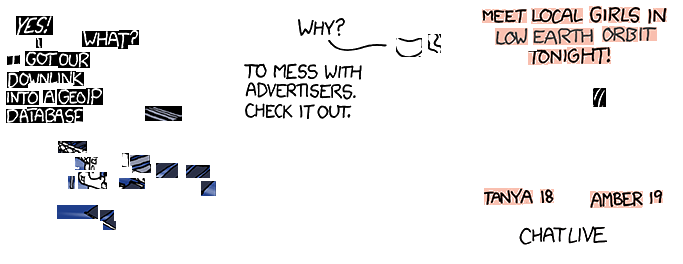 YES!
WHAT?
GOT OUR
DOWNLINK
INTO A GEOIP
DATABASE
WHY?
TO MESS WITH
ADVERTISERS.
CHECK IT OUT.
MEET LOCAL GIRLS IN
LOW EARTH ORBIT
TONIGHT!
TANYA 18
AMBER 19
CHAT LIVE